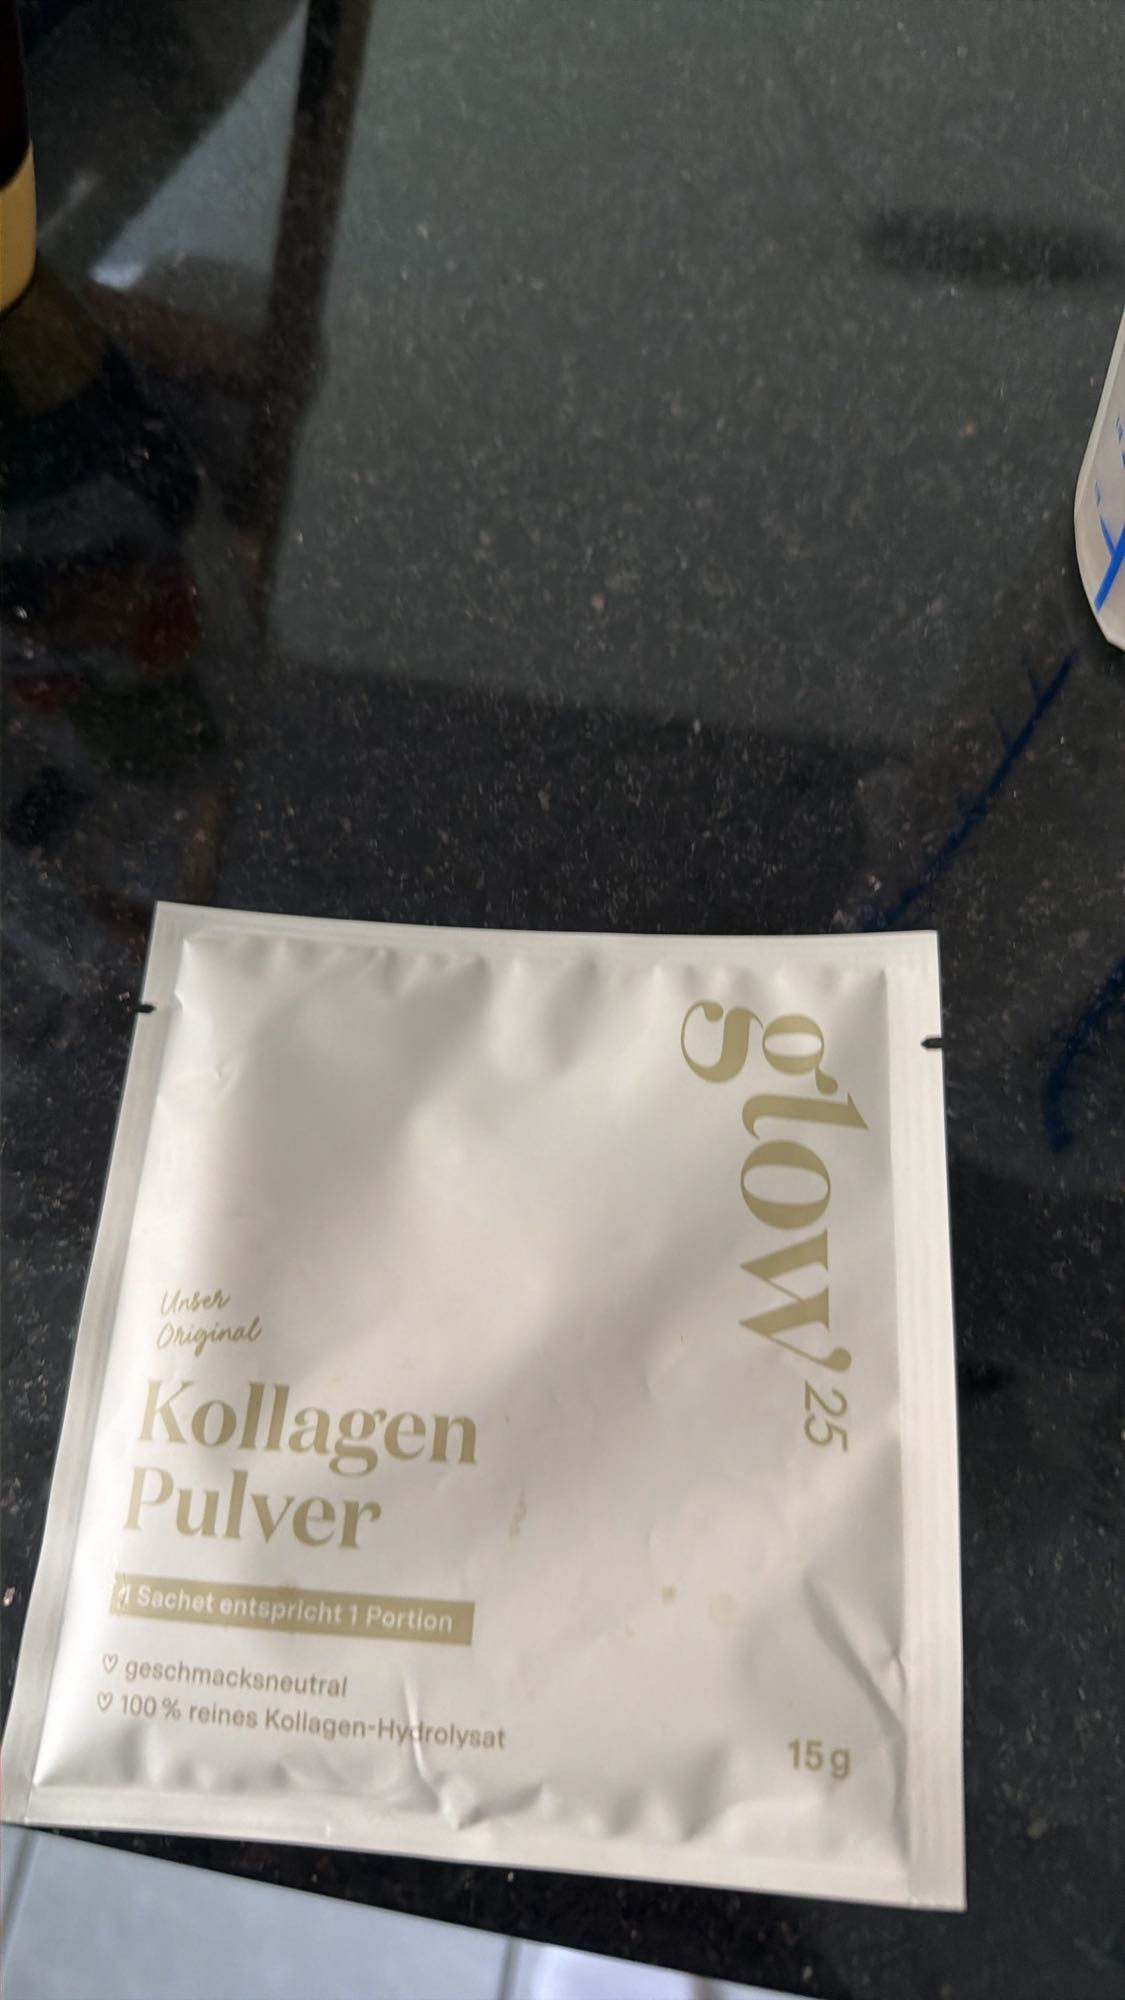 glow25
Unser
Original
Kollagen
Pulver
1 Sachet entspricht 1 Portion
♡ geschmacksneutral
♡ 100 % reines Kollagen-Hydrolysat
15 g